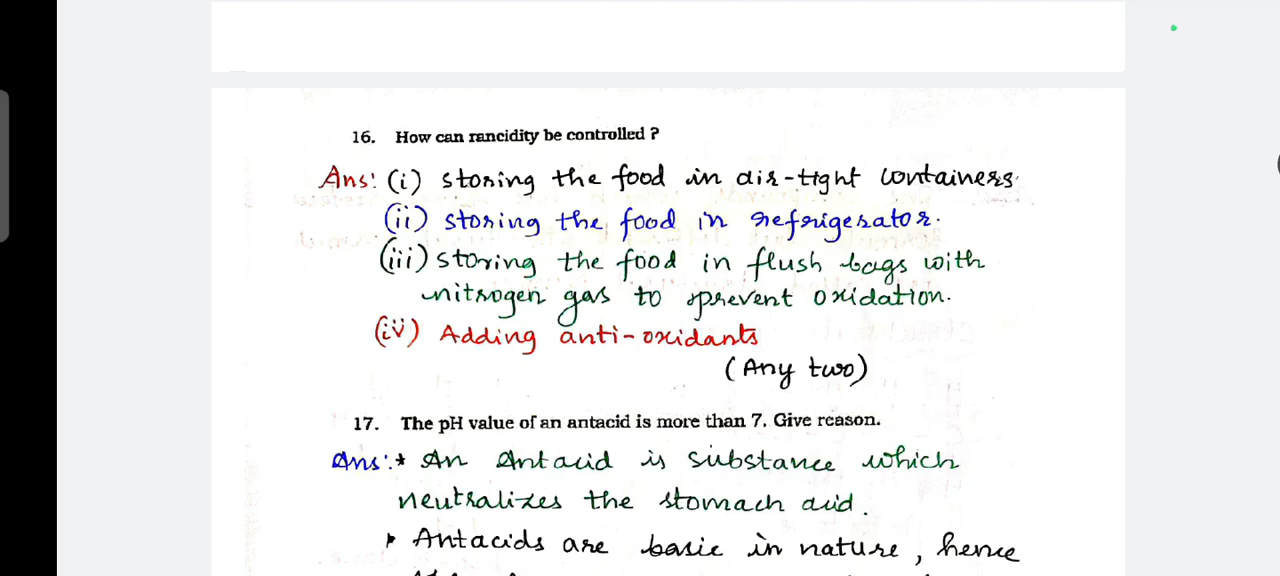 16. How can rancidity be controlled ?
Ans: (i) storing the food in air-tight containers.
(ii) storing the food in refrigerator.
(iii) storing the food in flush bags with
nitrogen gas to prevent oxidation.
(iv) Adding anti-oxidants
(Any two)
17. The pH value of an antacid is more than 7. Give reason.
Ans:* An Antacid is substance which
neutralizes the stomach acid.
‣ Antacids are basic in nature, hence